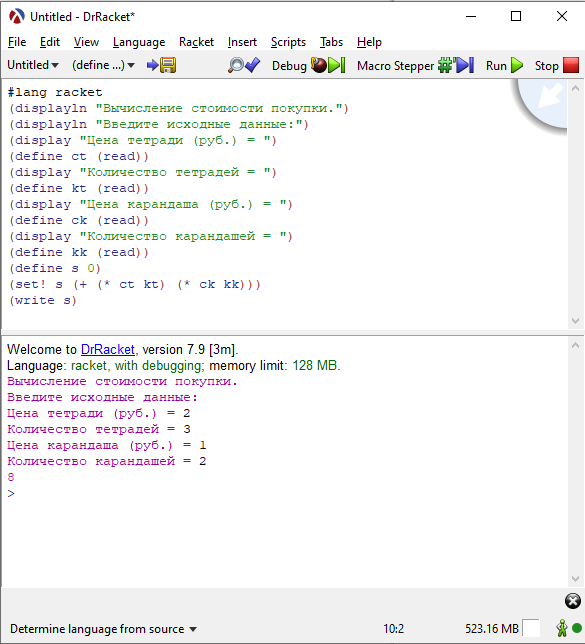 Untitled - DrRacket*
File Edit View Language Racket Insert Scripts Tabs Help
Untitled (define ...) Debug Macro Stepper Run Stop
#lang racket
(displayln "Вычисление стоимости покупки.")
(displayln "Введите исходные данные:")
(display "Цена тетради (руб.) = ")
(define ct (read))
(display "Количество тетрадей = ")
(define kt (read))
(display "Цена карандаша (руб.) = ")
(define ck (read))
(display "Количество карандашей = ")
(define kk (read))
(define s 0)
(set! s (+ (* ct kt) (* ck kk)))
(write s)
Welcome to DrRacket, version 7.9 [3m].
Language: racket, with debugging; memory limit: 128 MB.
Вычисление стоимости покупки.
Введите исходные данные:
Цена тетради (руб.) = 2
Количество тетрадей = 3
Цена карандаша (руб.) = 1
Количество карандашей = 2
8
>
Determine language from source 10:2 523.16 MB